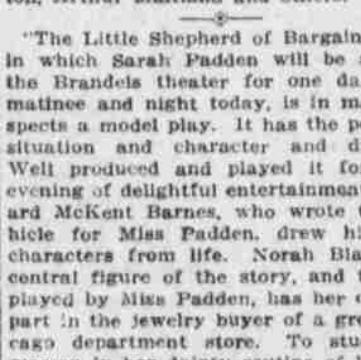 "The Little Shepherd of Bargain
in which Sarah Padden will be
the Brandeis theater for one da
matinee and night today, is in m
spects a model play. It has the p
situation and character and d
Well produced and played it fo
evening of delightful entertainmen
ard McKent Barnes, who wrote
hicle for Miss Padden, drew hi
characters from life. Norah Bla
central figure of the story, and
played by Miss Padden, has her
part in the jewelry buyer of a gre
cago department store. To stu